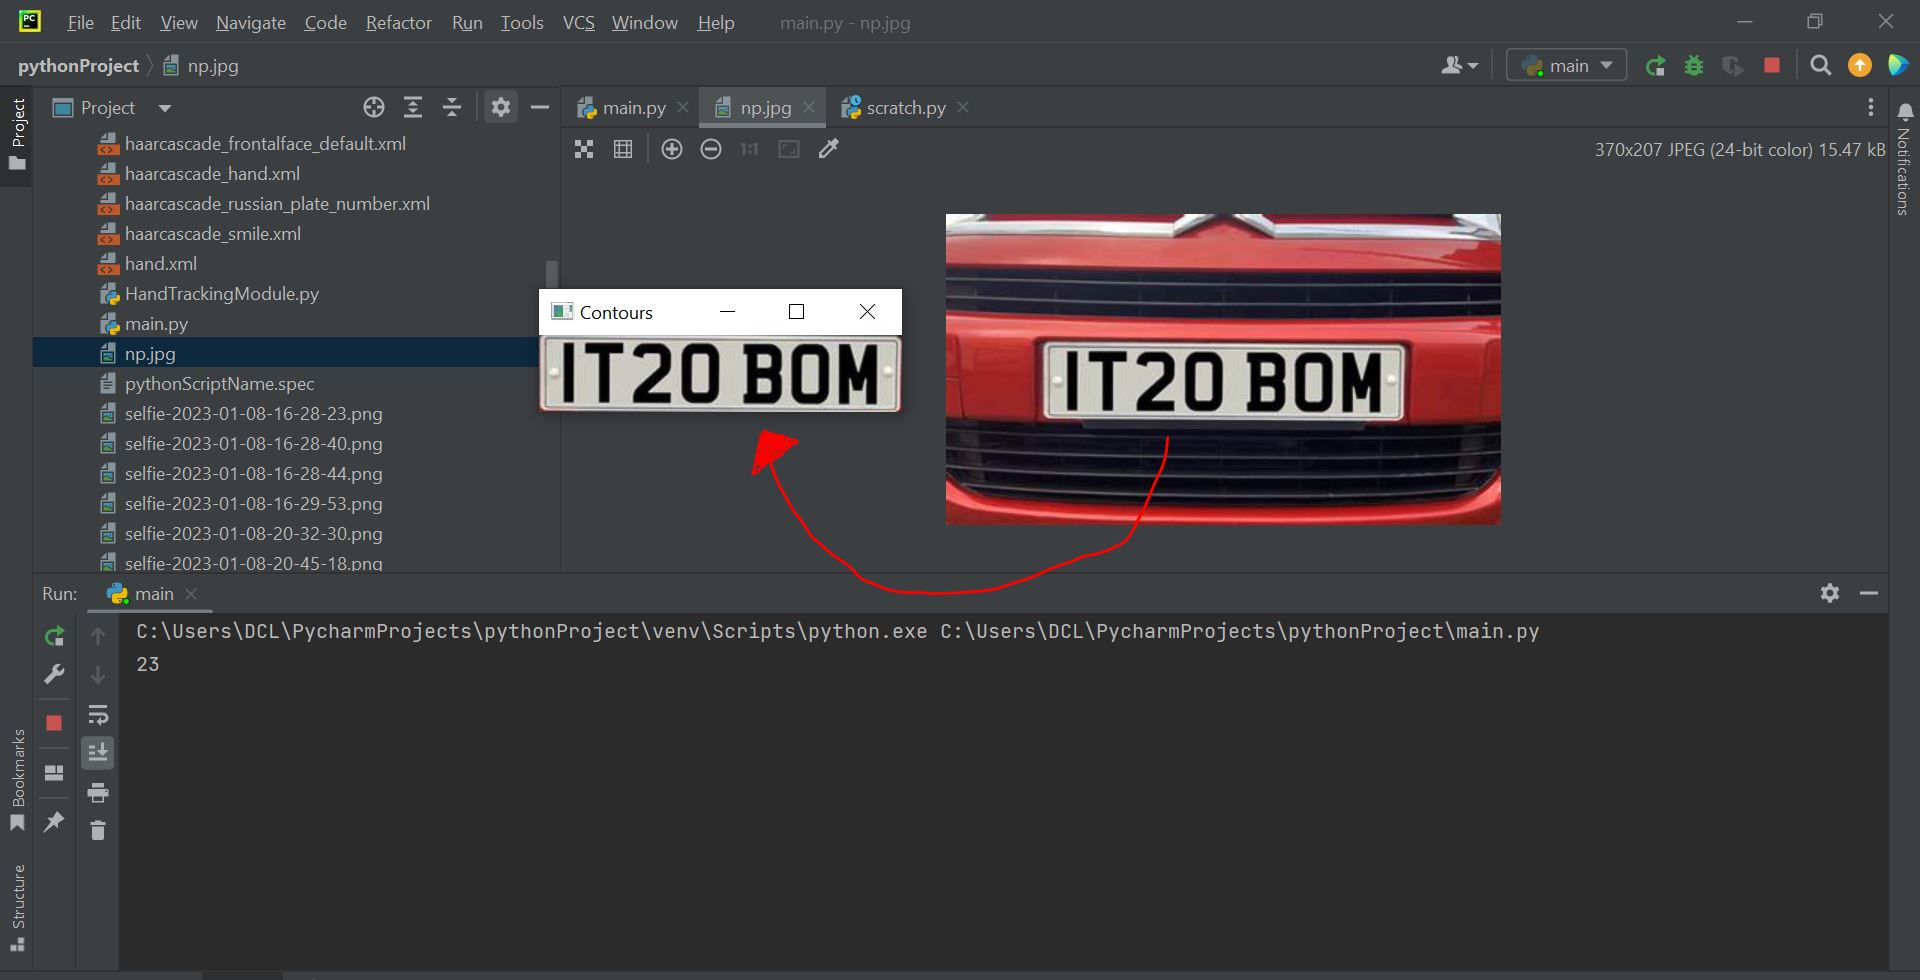 File Edit View Navigate Code Refactor Run Tools VCS Window Help main.py - np.jpg
pythonProject np.jpg main
Project
Project
main.py np.jpg scratch.py
Notifications
1:1 370x207 JPEG (24-bit color) 15.47 kB
haarcascade_frontalface_default.xml
haarcascade_hand.xml
haarcascade_russian_plate_number.xml
haarcascade_smile.xml
hand.xml
HandTrackingModule.py
main.py
np.jpg
pythonScriptName.spec
selfie-2023-01-08-16-28-23.png
selfie-2023-01-08-16-28-40.png
selfie-2023-01-08-16-28-44.png
selfie-2023-01-08-16-29-53.png
selfie-2023-01-08-20-32-30.png
selfie-2023-01-08-20-45-18.png
Contours
1T20 BOM
1T20 BOM
Run: main
C:\Users\DCL\PycharmProjects\pythonProject\venv\Scripts\python.exe C:\Users\DCL\PycharmProjects\pythonProject\main.py
23
Bookmarks
Structure